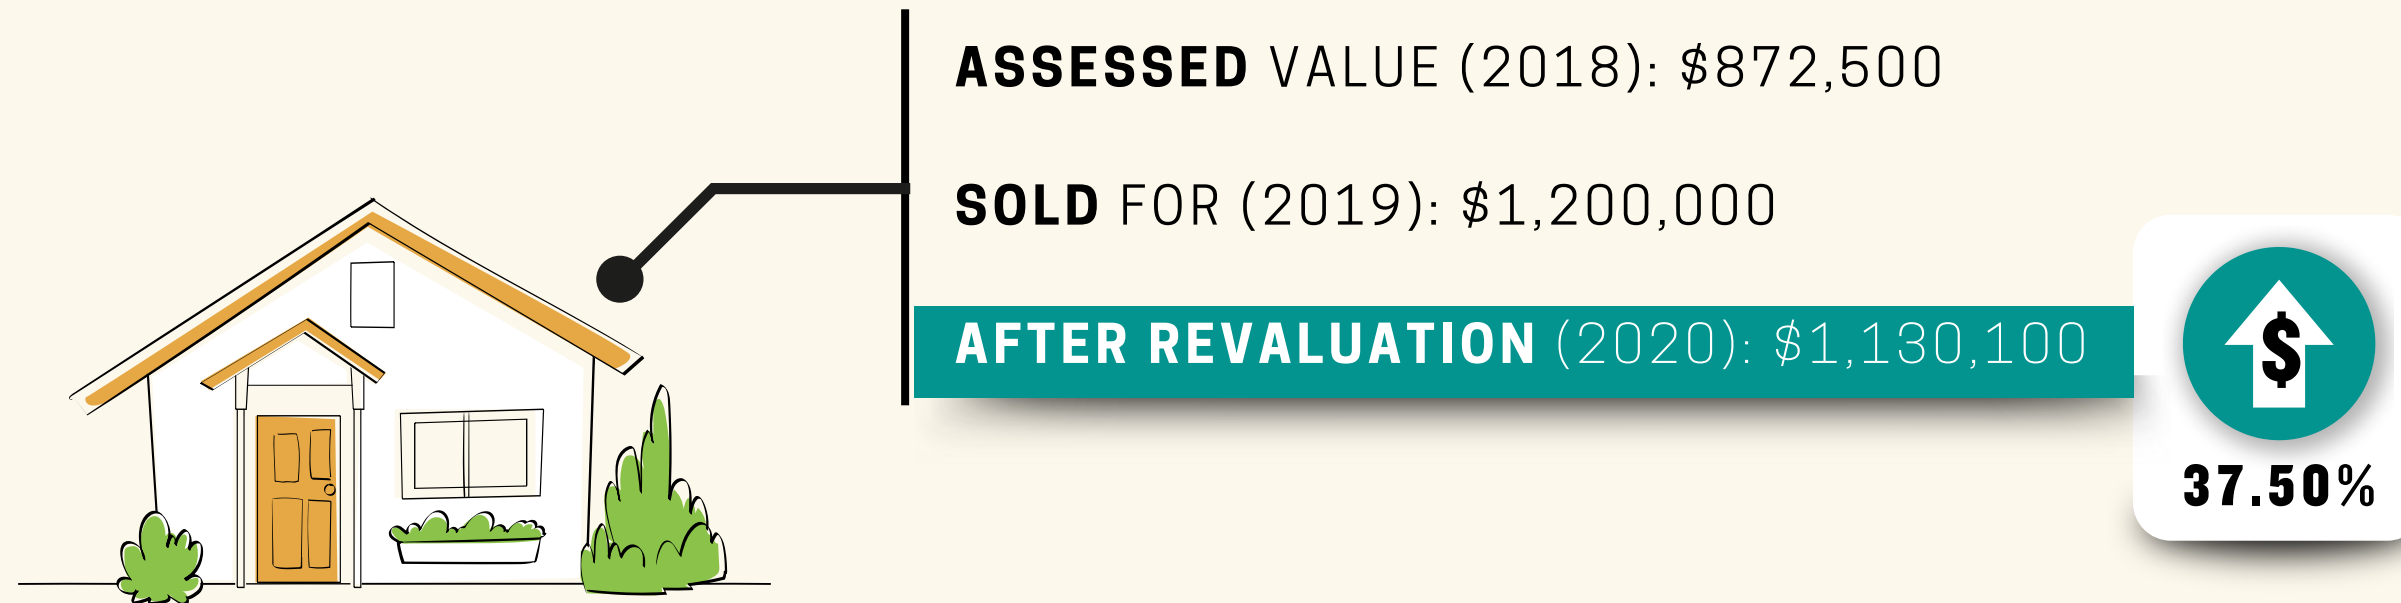 ASSESSED VALUE (2018): $872,500
SOLD FOR (2019): $1,200,000
AFTER REVALUATION (2020): $1,130,100
$
37.50%